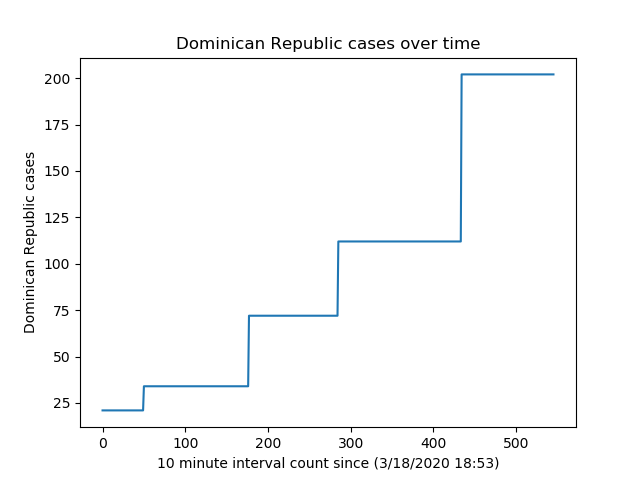 Dominican Republic cases over time
Dominican Republic cases
200
175
150
125
100
75
50
25
0 100 200 300 400 500
10 minute interval count since (3/18/2020 18:53)